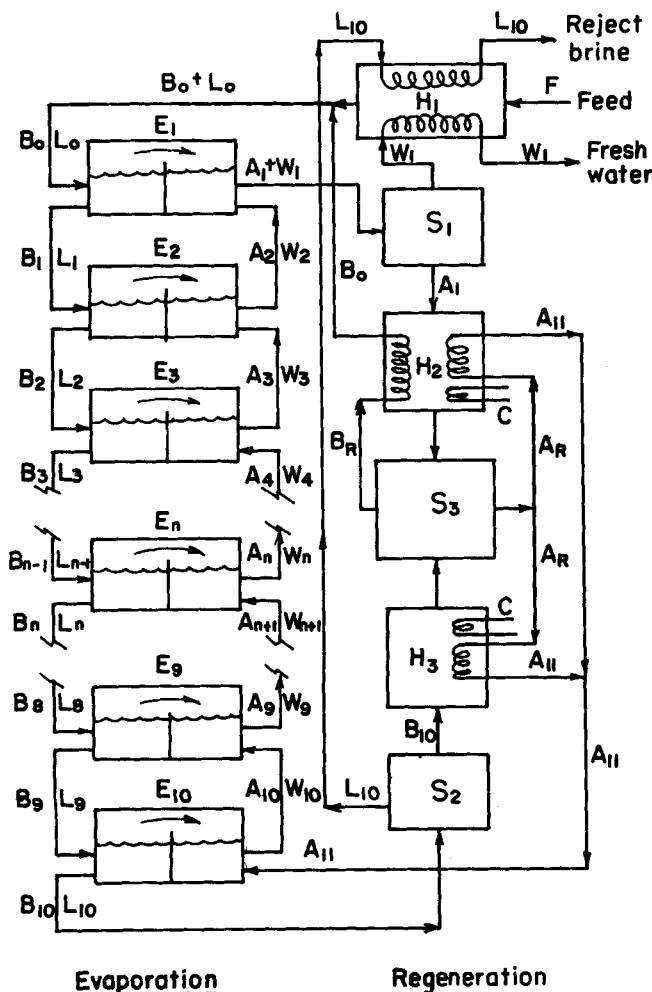 L10
L10
Reject
brine
B0 + L0
H1
F
Feed
E1
B0
L0
A1+W1
W1
W1
Fresh
water
S1
B1
L1
E2
A2
W2
B0
A1
A11
H2
B2
L2
E3
A3
W3
C
BR
AR
B3
L3
A4
W4
S3
En
Bn-1
Ln-1
An
Wn
AR
C
Bn
Ln
An+1
Wn+1
H3
A11
E9
B8
L8
A9
W9
B10
A11
B9
L9
A10
W10
L10
S2
E10
A11
B10
L10
Evaporation
Regeneration